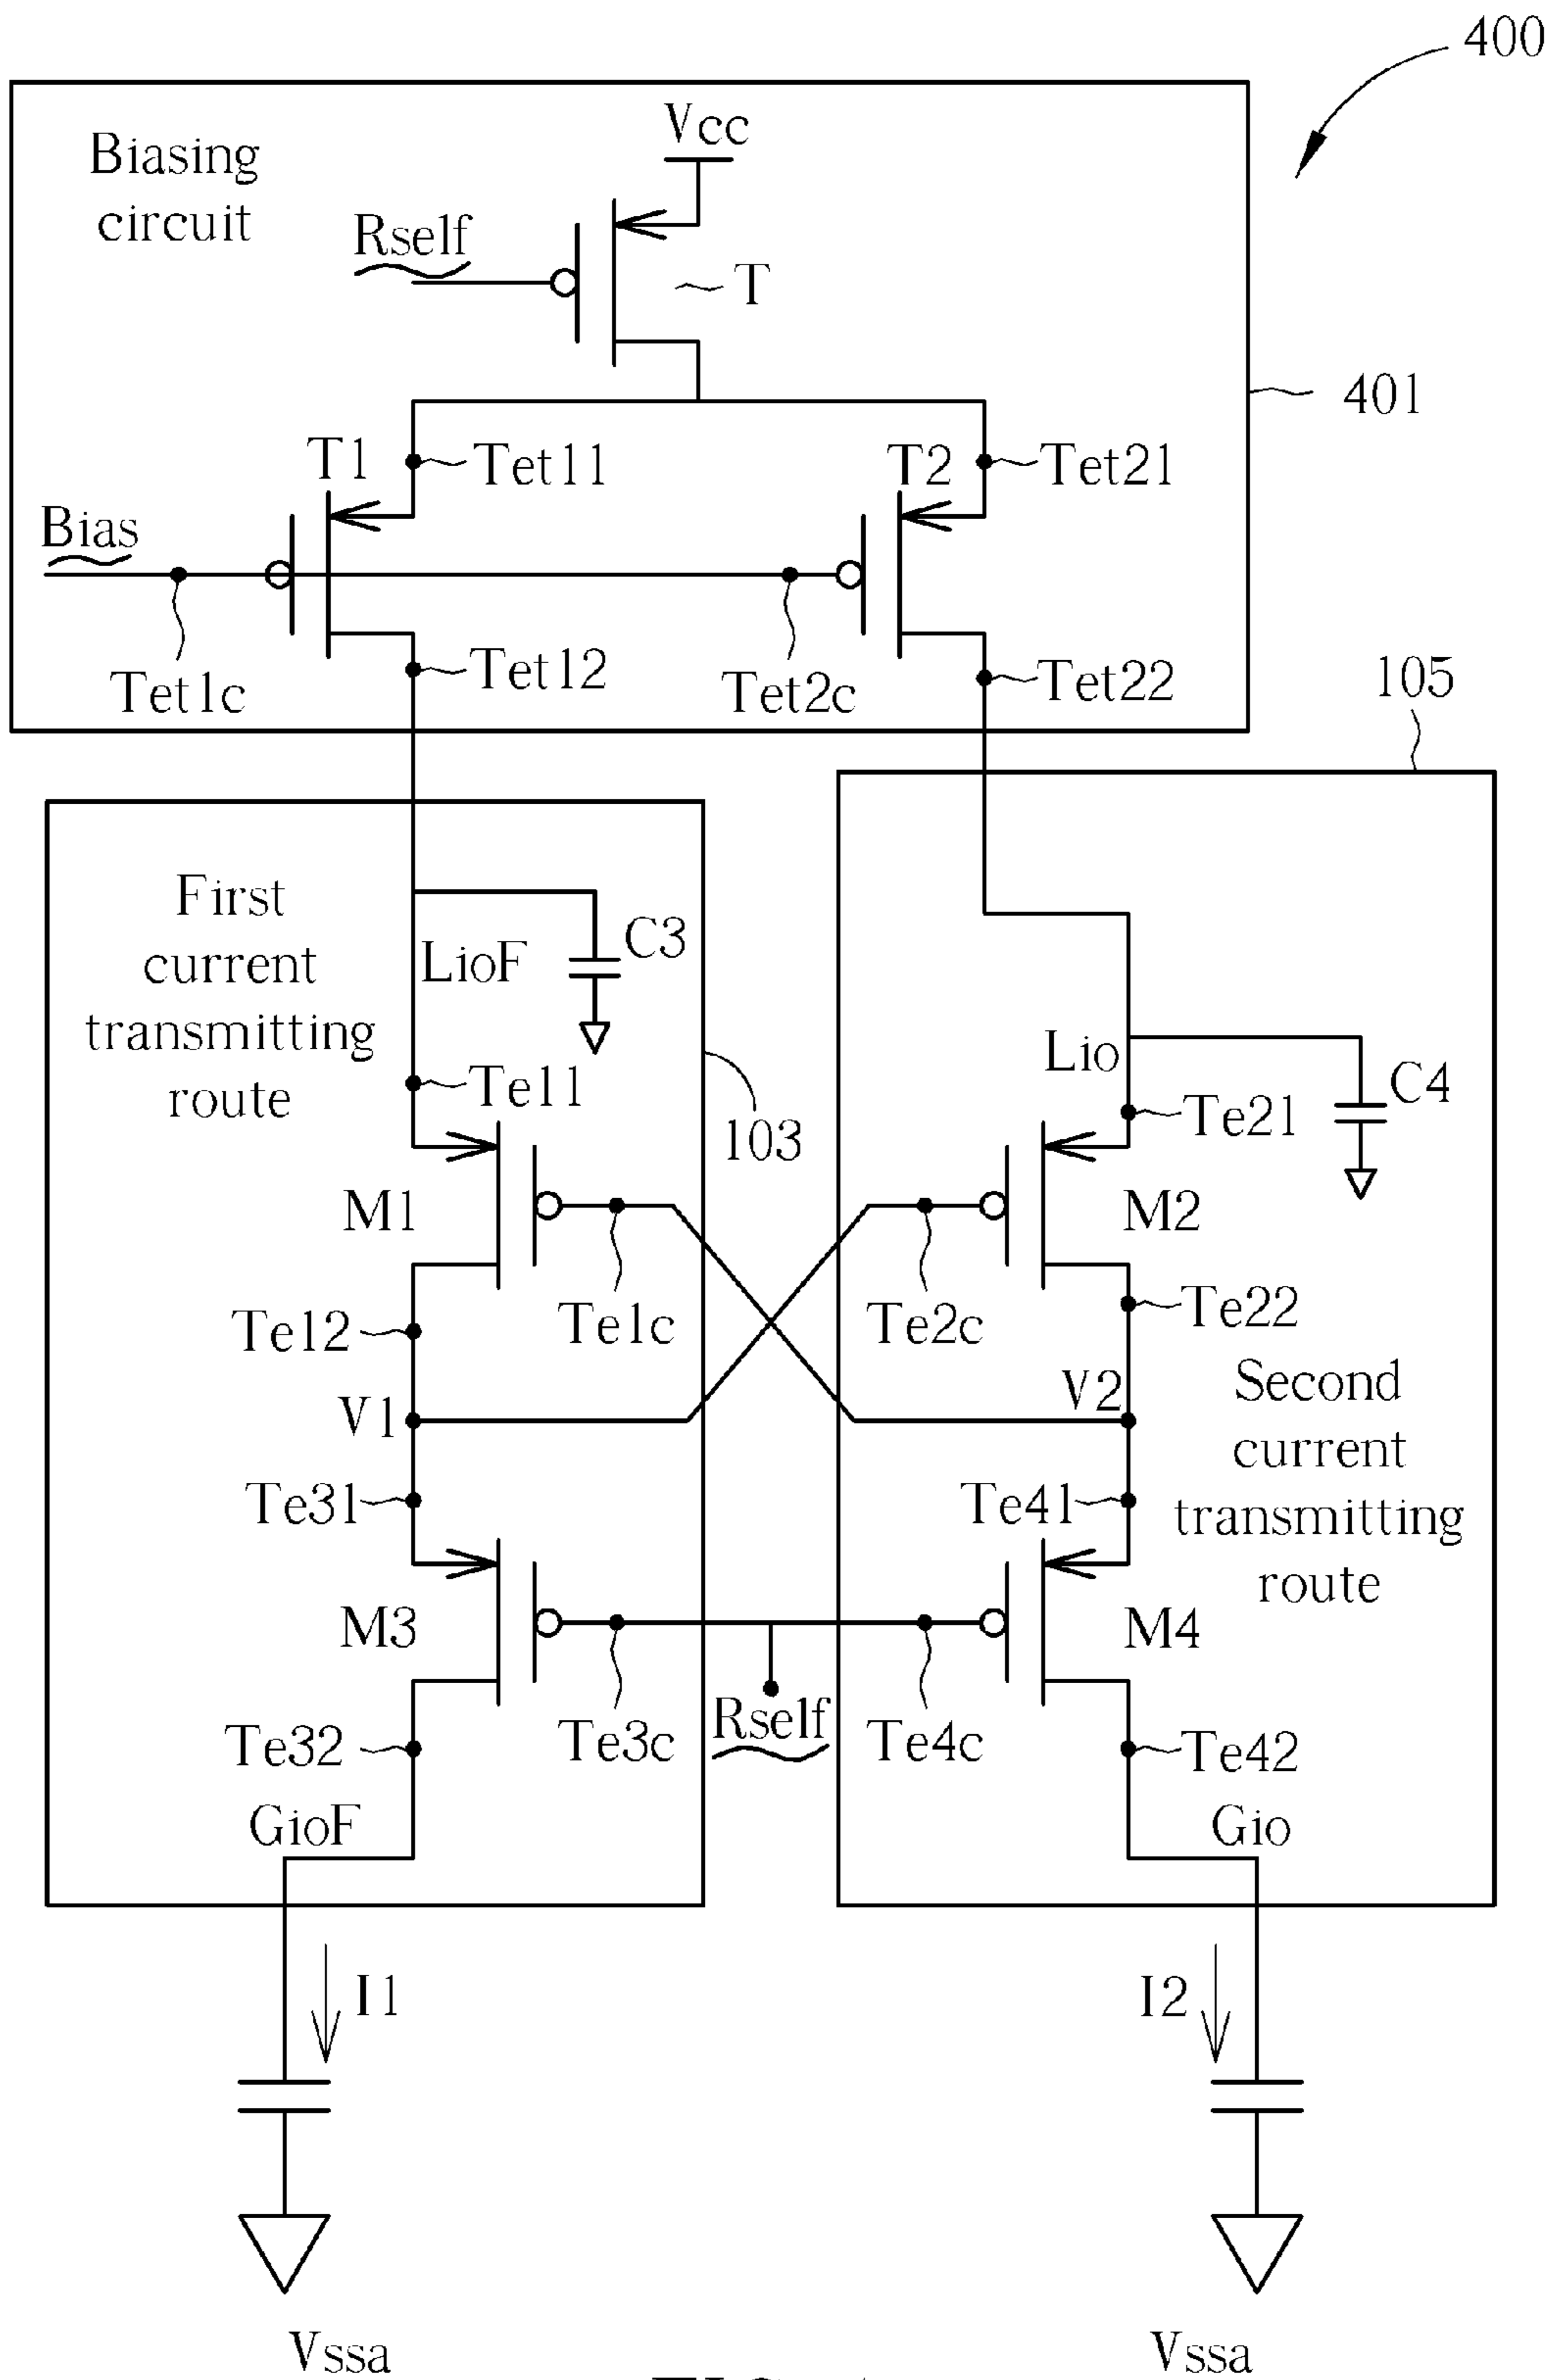 400
Biasing
circuit
Vcc
Rself
T
401
T1
Tet11
T2
Tet21
Bias
Tet1c
Tet12
Tet2c
Tet22
105
First
current
transmitting
route
LioF
C3
Lio
C4
Te11
Te21
103
M1
M2
Te12
Te1c
Te2c
Te22
V1
V2
Second
current
transmitting
route
Te31
Te41
M3
M4
Te32
Te3c
Rself
Te4c
Te42
GioF
Gio
I1
I2
Vssa
Vssa